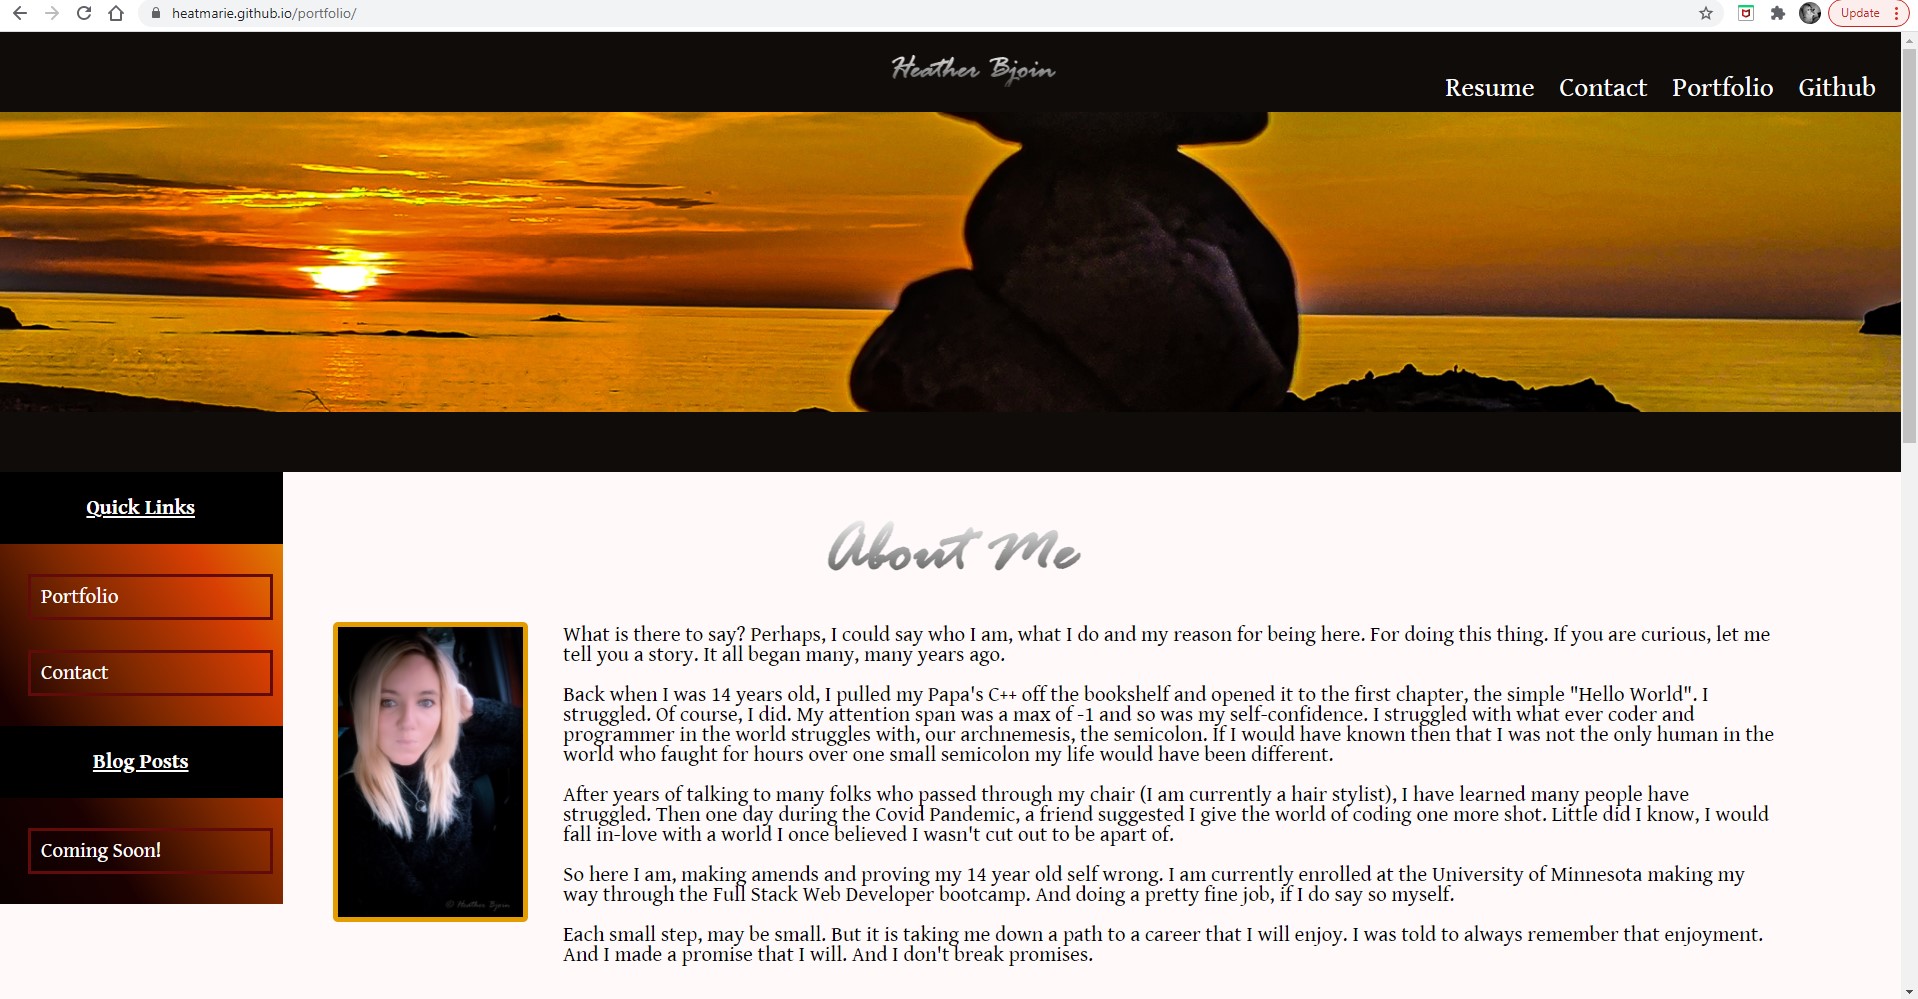 heatmarie.github.io/portfolio/
Update
Heather Bjoin
Resume Contact Portfolio Github
Quick Links
Portfolio
Contact
Blog Posts
Coming Soon!
About Me
© Heather Bjoin
What is there to say? Perhaps, I could say who I am, what I do and my reason for being here. For doing this thing. If you are curious, let me
tell you a story. It all began many, many years ago.
Back when I was 14 years old, I pulled my Papa's C++ off the bookshelf and opened it to the first chapter, the simple "Hello World". I
struggled. Of course, I did. My attention span was a max of -1 and so was my self-confidence. I struggled with what ever coder and
programmer in the world struggles with, our archnemesis, the semicolon. If I would have known then that I was not the only human in the
world who faught for hours over one small semicolon my life would have been different.
After years of talking to many folks who passed through my chair (I am currently a hair stylist), I have learned many people have
struggled. Then one day during the Covid Pandemic, a friend suggested I give the world of coding one more shot. Little did I know, I would
fall in-love with a world I once believed I wasn't cut out to be apart of.
So here I am, making amends and proving my 14 year old self wrong. I am currently enrolled at the University of Minnesota making my
way through the Full Stack Web Developer bootcamp. And doing a pretty fine job, if I do say so myself.
Each small step, may be small. But it is taking me down a path to a career that I will enjoy. I was told to always remember that enjoyment.
And I made a promise that I will. And I don't break promises.